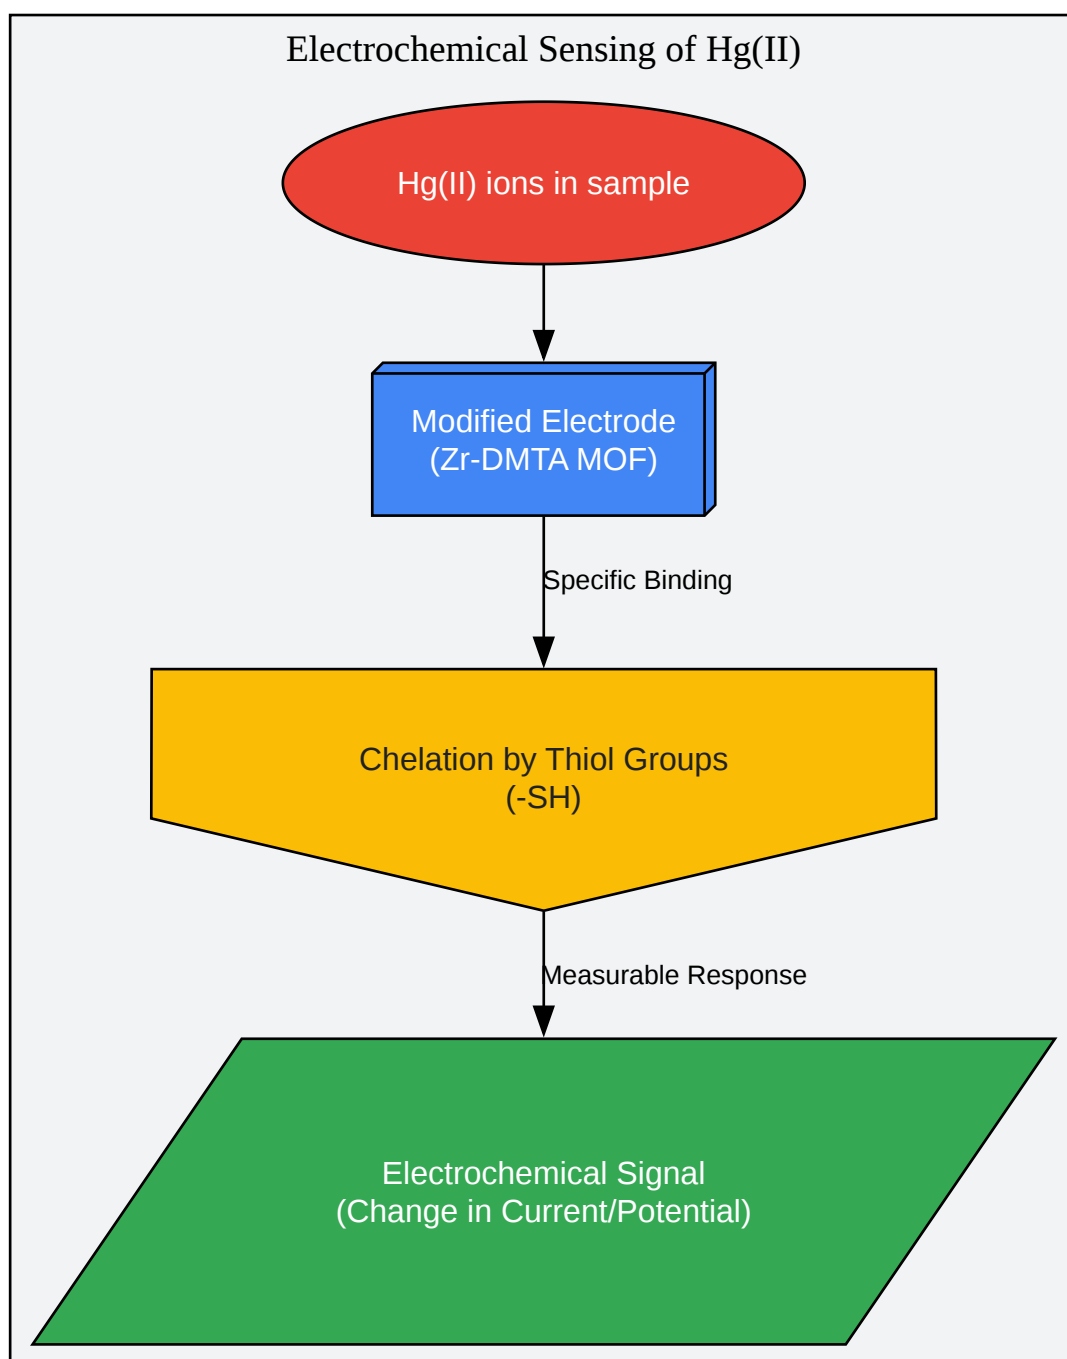 Electrochemical Sensing of Hg(II)
Hg(II) ions in sample
Modified Electrode
(Zr-DMTA MOF)
Specific Binding
Chelation by Thiol Groups
(-SH)
Measurable Response
Electrochemical Signal
(Change in Current/Potential)